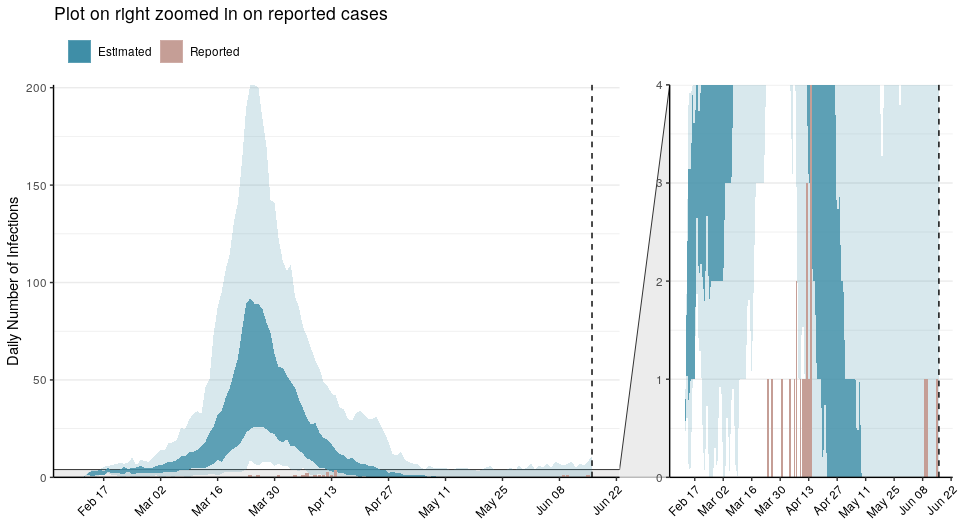 Plot on right zoomed in on reported cases
Estimated Reported
Daily Number of Infections
200
150
100
50
0
Feb 17 Mar 02 Mar 16 Mar 30 Apr 13 Apr 27 May 11 May 25 Jun 08 Jun 22
4
3
2
1
0
Feb 17 Mar 02 Mar 16 Mar 30 Apr 13 Apr 27 May 11 May 25 Jun 08 Jun 22